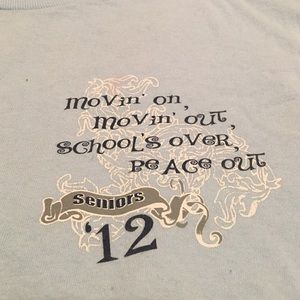 movin' on,
movin' out,
school's over,
peace out
Seniors
'12